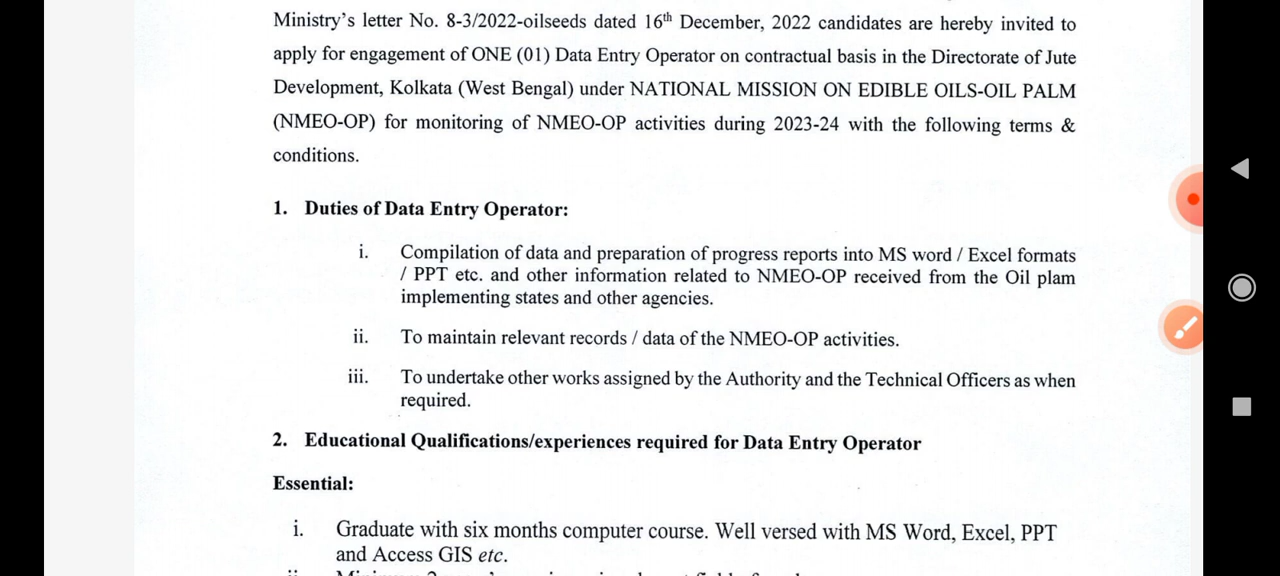 Ministry's letter No. 8-3/2022-oilseeds dated 16th December, 2022 candidates are hereby invited to
apply for engagement of ONE (01) Data Entry Operator on contractual basis in the Directorate of Jute
Development, Kolkata (West Bengal) under NATIONAL MISSION ON EDIBLE OILS-OIL PALM
(NMEO-OP) for monitoring of NMEO-OP activities during 2023-24 with the following terms &
conditions.
1. Duties of Data Entry Operator:
i. Compilation of data and preparation of progress reports into MS word / Excel formats
/ PPT etc. and other information related to NMEO-OP received from the Oil plam
implementing states and other agencies.
ii. To maintain relevant records / data of the NMEO-OP activities.
iii. To undertake other works assigned by the Authority and the Technical Officers as when
required.
2. Educational Qualifications/experiences required for Data Entry Operator
Essential:
i. Graduate with six months computer course. Well versed with MS Word, Excel, PPT
and Access GIS etc.